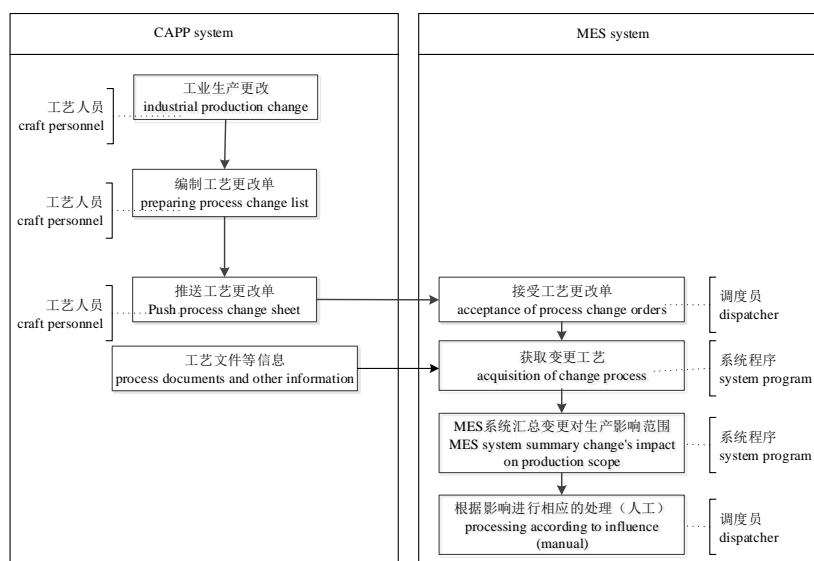 CAPP system
MES system
工业生产更改
industrial production change
工艺人员
craft personnel
编制工艺更改单
preparing process change list
工艺人员
craft personnel
推送工艺更改单
Push process change sheet
工艺人员
craft personnel
接受工艺更改单
acceptance of process change orders
调度员
dispatcher
工艺文件等信息
process documents and other information
获取变更工艺
acquisition of change process
系统程序
system program
MES系统汇总变更对生产影响范围
MES system summary change's impact
on production scope
系统程序
system program
根据影响进行相应的处理（人工）
processing according to influence
(manual)
调度员
dispatcher